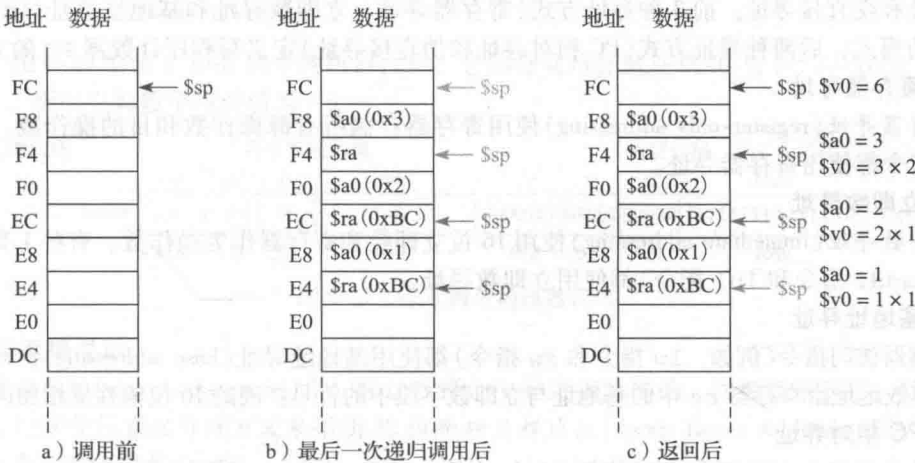 地址 数据
FC
F8
F4
F0
EC
E8
E4
E0
DC
$sp
a）调用前
地址 数据
FC $sp
F8 $a0(0x3)
F4 $ra $sp
F0 $a0(0x2)
EC $ra(0xBC) $sp
E8 $a0(0x1)
E4 $ra(0xBC) $sp
E0
DC
b）最后一次递归调用后
地址 数据
FC $sp $v0 = 6
F8 $a0(0x3)
F4 $ra $sp $a0 = 3
$v0 = 3 × 2
F0 $a0(0x2)
EC $ra(0xBC) $sp $a0 = 2
$v0 = 2 × 1
E8 $a0(0x1)
E4 $ra(0xBC) $sp $a0 = 1
$v0 = 1 × 1
E0
DC
c）返回后